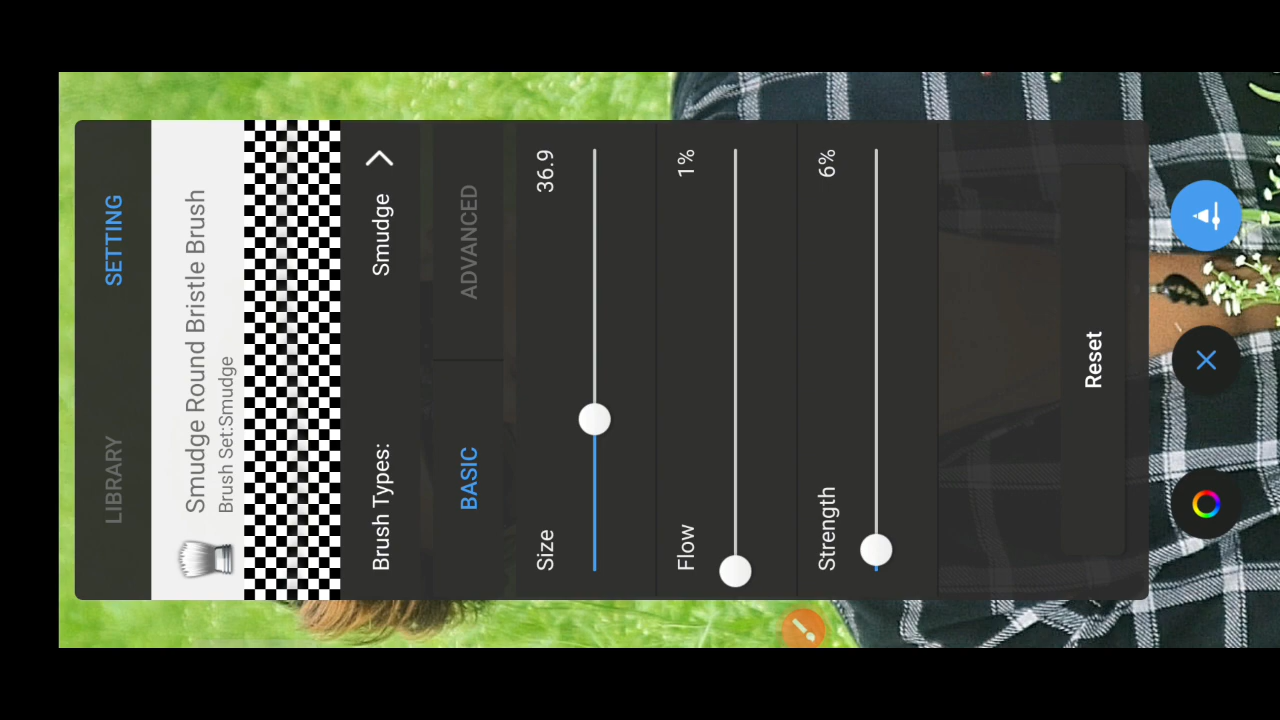 LIBRARY SETTING
Smudge Round Bristle Brush
Brush Set:Smudge
Brush Types: Smudge
BASIC ADVANCED
Size 36.9
Flow 1%
Strength 6%
Reset